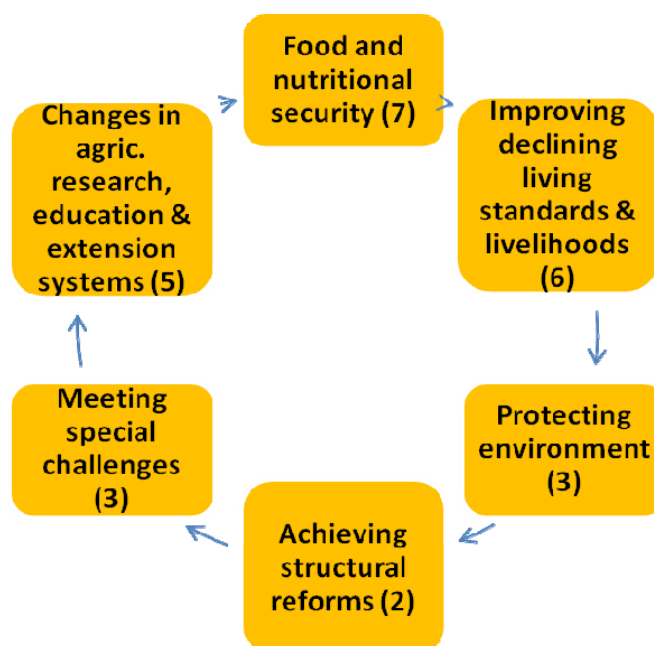 Food and
nutritional
security (7)
Improving
declining
living
standards &
livelihoods
(6)
Protecting
environment
(3)
Achieving
structural
reforms (2)
Meeting
special
challenges
(3)
Changes in
agric.
research,
education &
extension
systems (5)